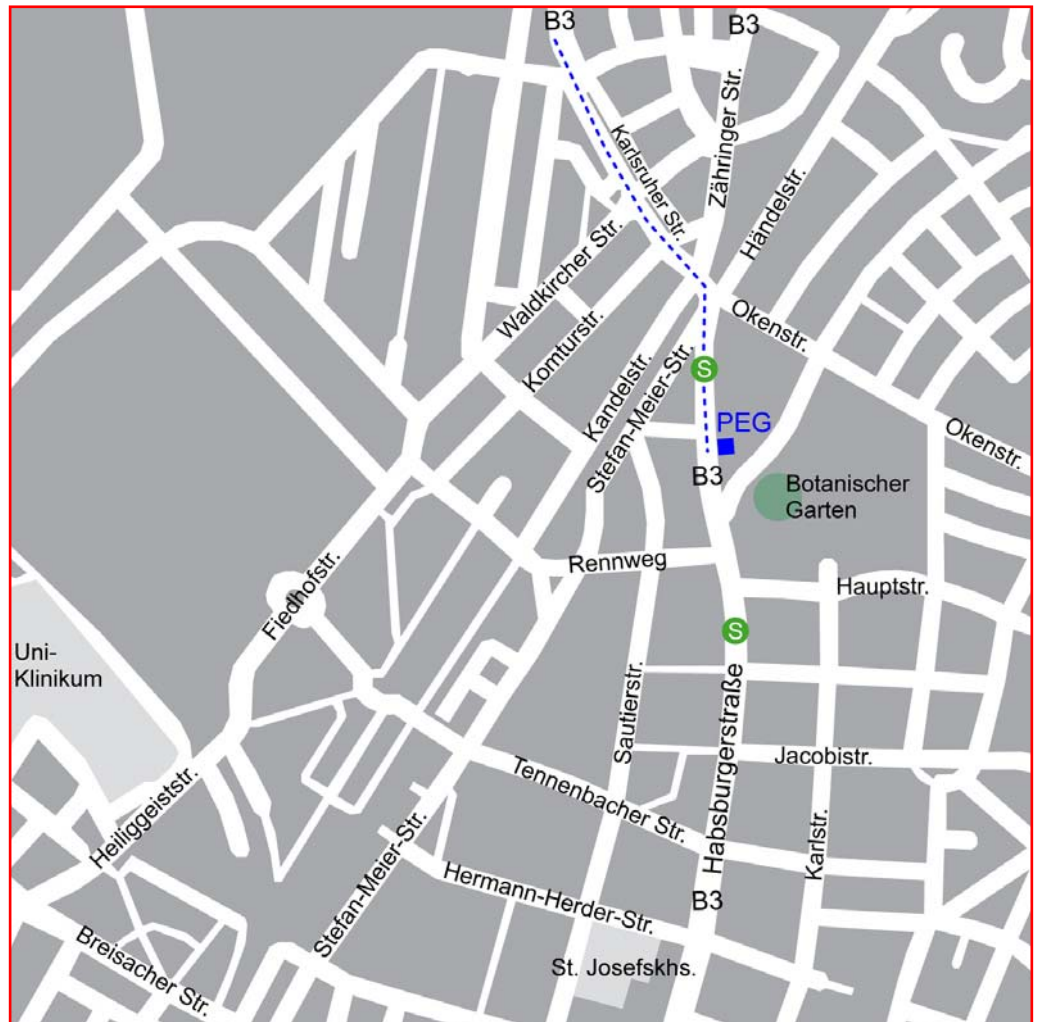 B3
B3
Karlsruher Str.
Zähringer Str.
Händelstr.
Waldkircher Str.
Okenstr.
Komturstr.
Kandelstr.
Stefan-Meier-Str.
S
PEG
Okenstr.
B3
Botanischer
Garten
Rennweg
Hauptstr.
Fiedhofstr.
S
Uni-
Klinikum
Sautierstr.
Habsburgerstraße
Jacobistr.
Tennenbacher Str.
Heiliggeiststr.
Karlstr.
Stefan-Meier-Str.
Hermann-Herder-Str.
B3
Breisacher Str.
St. Josefskhs.